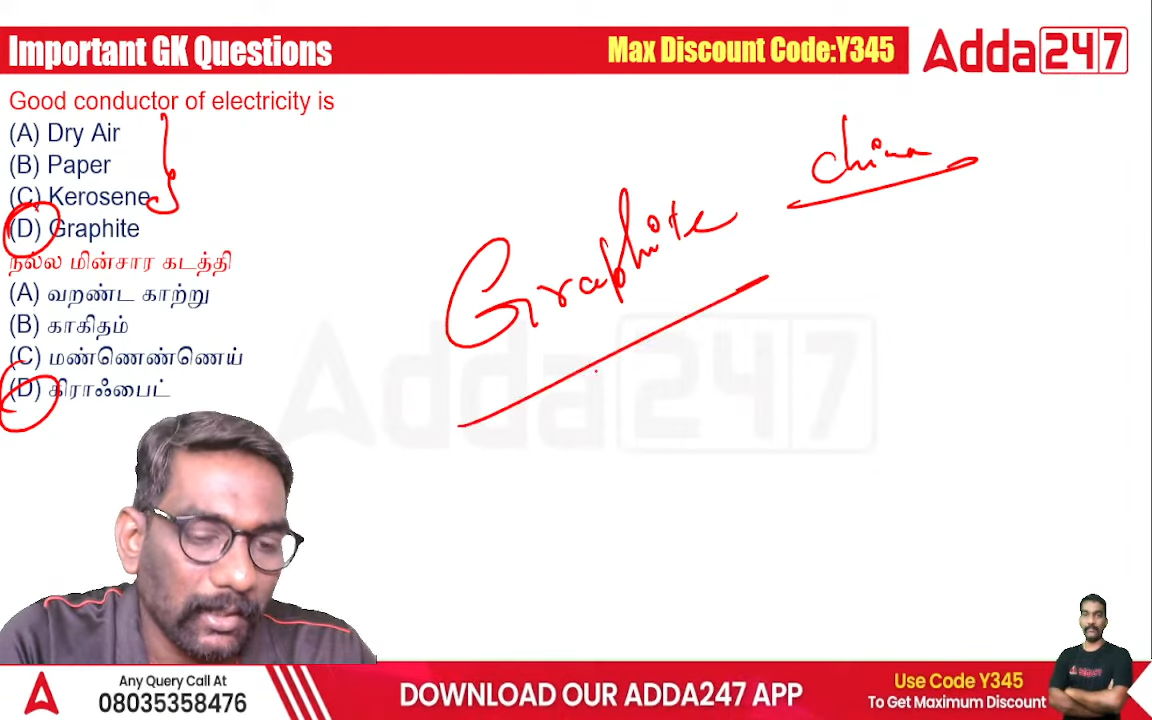 Important GK Questions
Max Discount Code:Y345
Adda247
Good conductor of electricity is
(A) Dry Air
(B) Paper
(C) Kerosene
(D) Graphite
நல்ல மின்சார கடத்தி
(A) வறண்ட காற்று
(B) காகிதம்
(C) மண்ணெண்ணெய்
(D) கிராஃபைட்
Graphite
china
Adda247
Any Query Call At
08035358476
DOWNLOAD OUR ADDA247 APP
Use Code Y345
To Get Maximum Discount